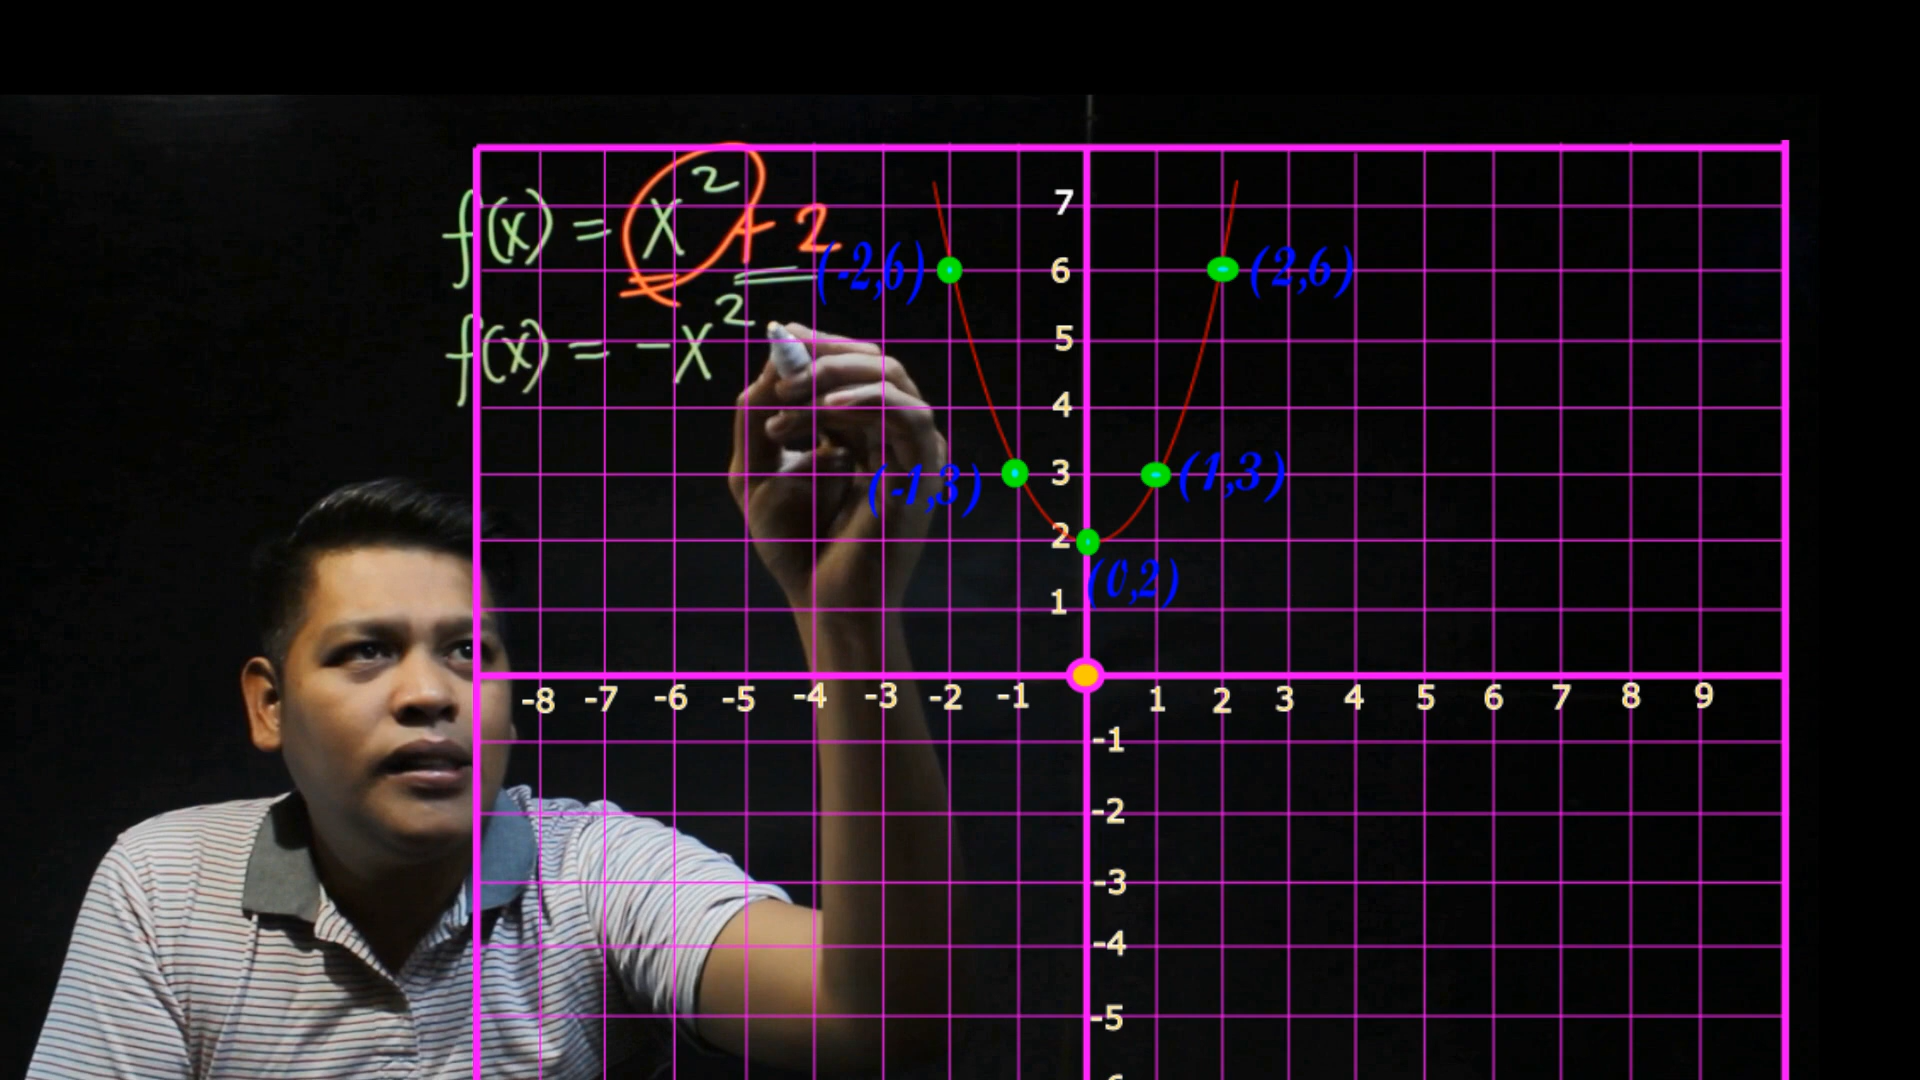 f(x) = x² + 2
f(x) = -x²
7
(-2,6) 6 (2,6)
5
4
(-1,3) 3 (1,3)
2
(0,2)
1
-8 -7 -6 -5 -4 -3 -2 -1 1 2 3 4 5 6 7 8 9
-1
-2
-3
-4
-5